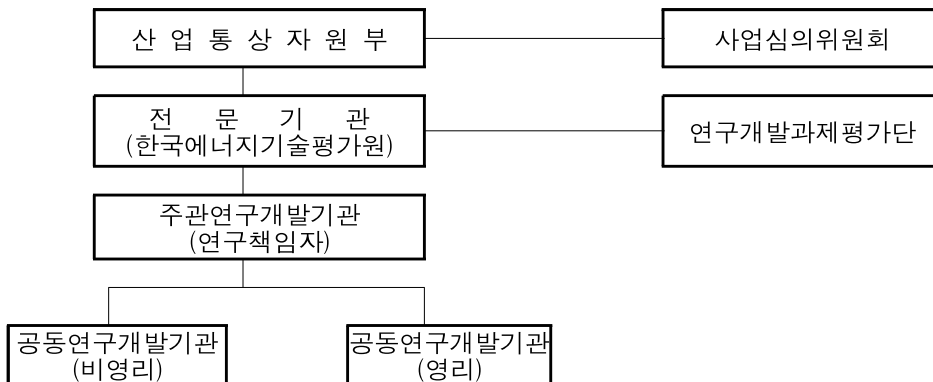 산 업 통 상 자 원 부
사업심의위원회
전 문 기 관
(한국에너지기술평가원)
연구개발과제평가단
주관연구개발기관
(연구책임자)
공동연구개발기관
(비영리)
공동연구개발기관
(영리)